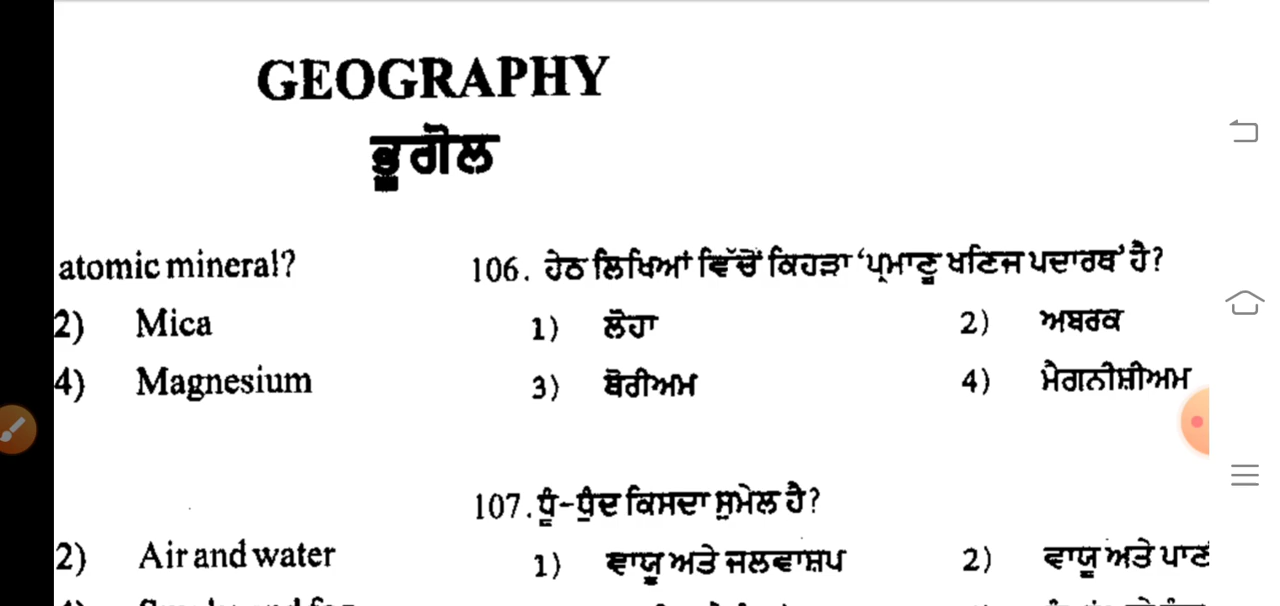 GEOGRAPHY
ਭੂਗੋਲ
atomic mineral?
2) Mica
4) Magnesium
106. ਹੇਠ ਲਿਖਿਆਂ ਵਿੱਚੋਂ ਕਿਹੜਾ ‘ਪ੍ਰਮਾਣੂ ਖਣਿਜ ਪਦਾਰਥ’ ਹੈ?
1) ਲੋਹਾ 2) ਅਬਰਕ
3) ਥੋਰੀਅਮ 4) ਮੈਗਨੀਸ਼ੀਅਮ
2) Air and water
107. ਧੂੰ-ਧੁੰਦ ਕਿਸਦਾ ਸੁਮੇਲ ਹੈ?
1) ਵਾਯੂ ਅਤੇ ਜਲਵਾਸ਼ਪ 2) ਵਾਯੂ ਅਤੇ